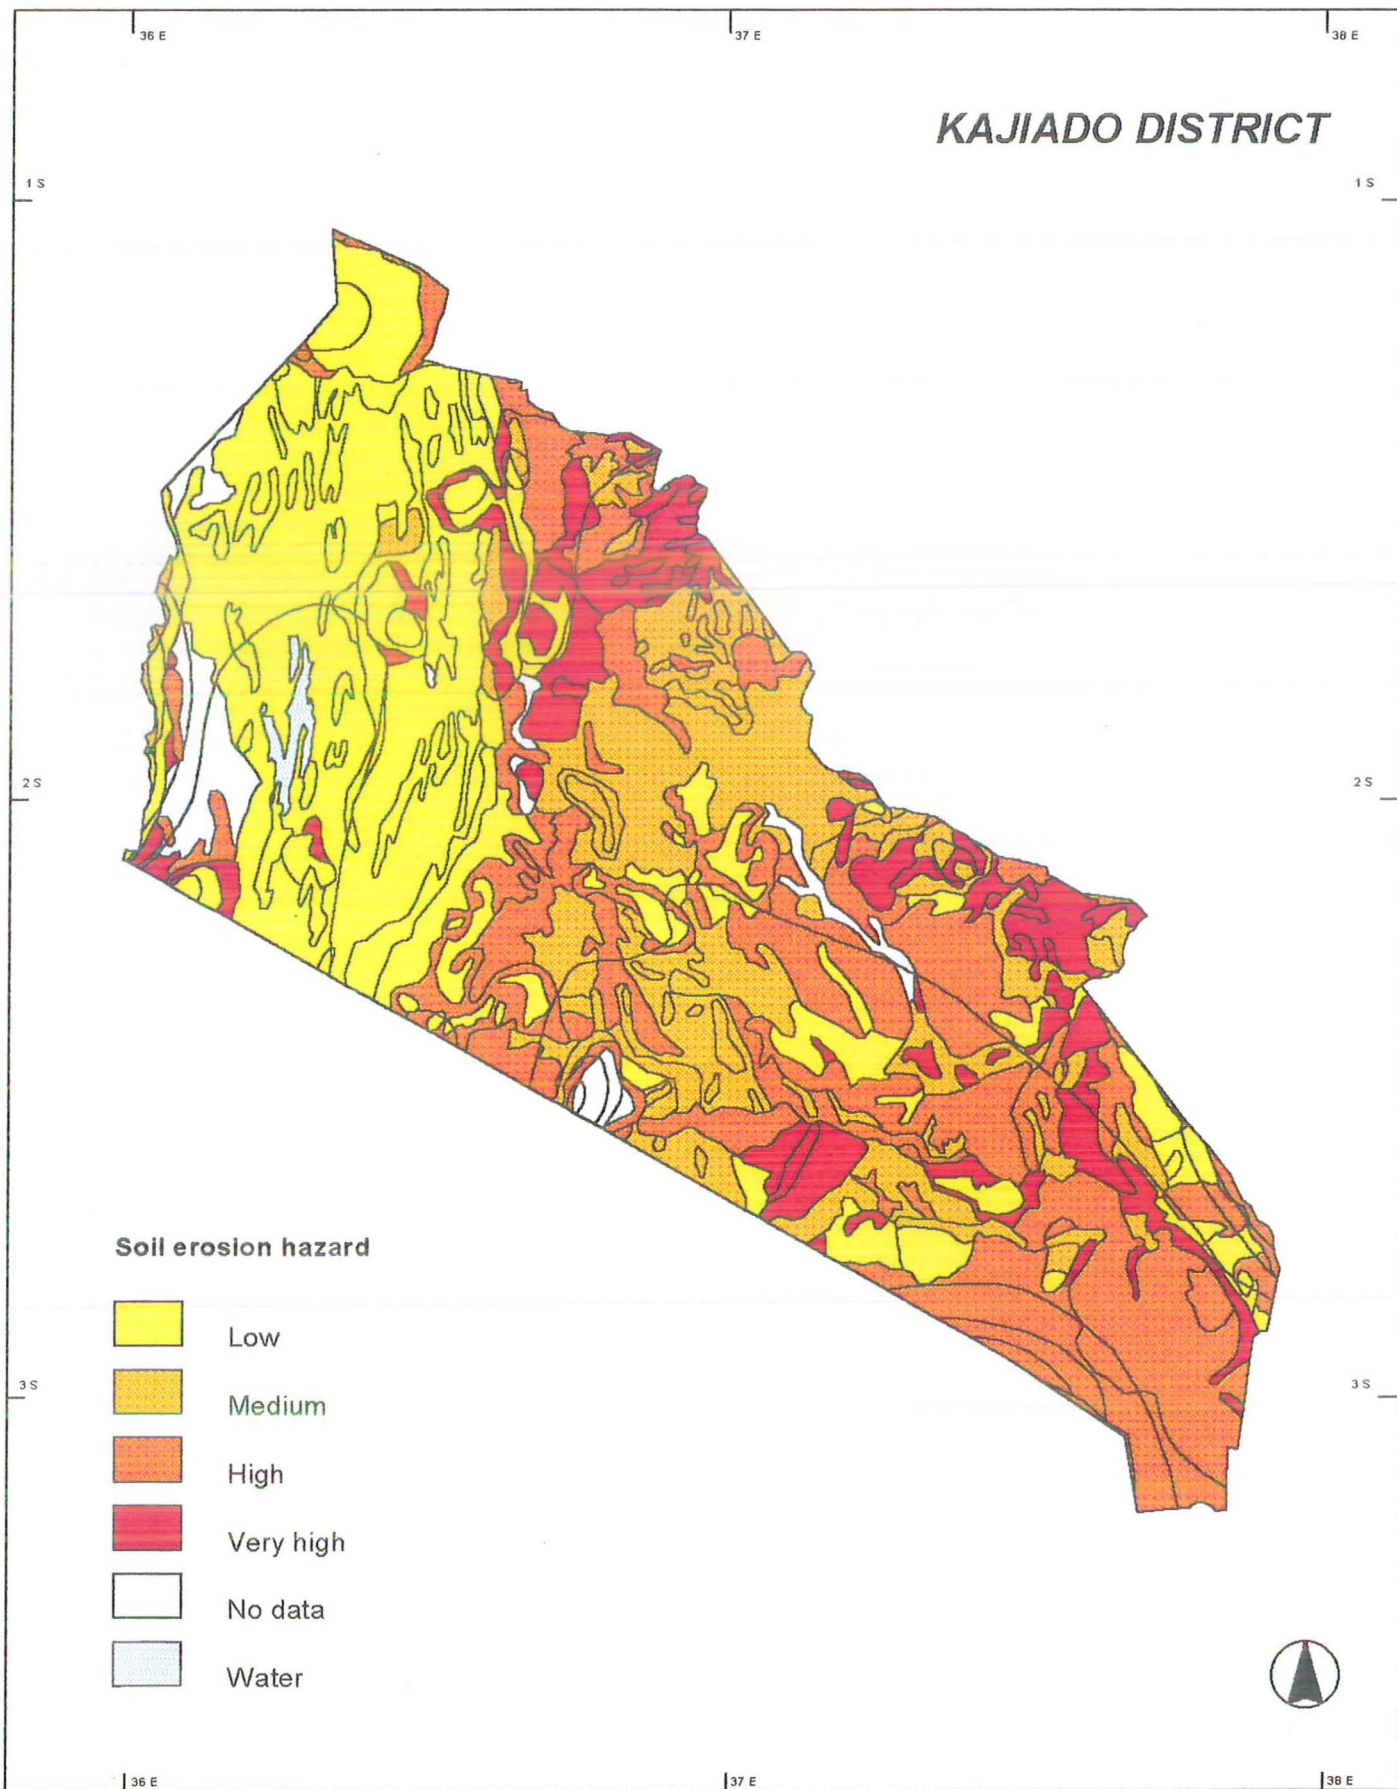 36 E
37 E
38 E
KAJIADO DISTRICT
1 S
1 S
2 S
2 S
Soil erosion hazard
Low
Medium
High
Very high
No data
Water
3 S
3 S
36 E
37 E
38 E